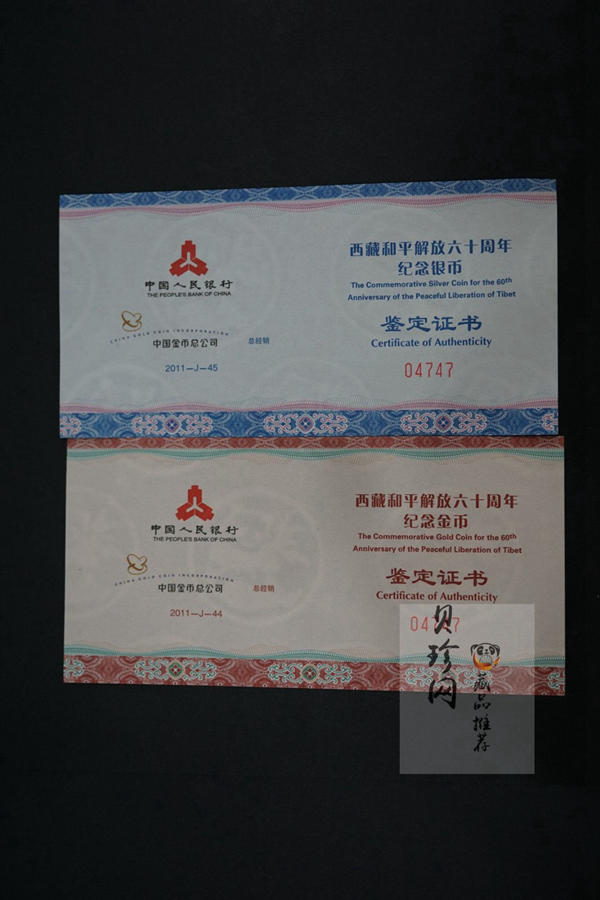 中国人民银行
THE PEOPLE'S BANK OF CHINA
CHINA GOLD COIN INCORPORATION
中国金币总公司 总经销
2011-J-45
西藏和平解放六十周年
纪念银币
The Commemorative Silver Coin for the 60th
Anniversary of the Peaceful Liberation of Tibet
鉴定证书
Certificate of Authenticity
04747
中国人民银行
THE PEOPLE'S BANK OF CHINA
CHINA GOLD COIN INCORPORATION
中国金币总公司 总经销
2011-J-44
西藏和平解放六十周年
纪念金币
The Commemorative Gold Coin for the 60th
Anniversary of the Peaceful Liberation of Tibet
鉴定证书
Certificate of Authenticity
贝珍网
藏品推荐